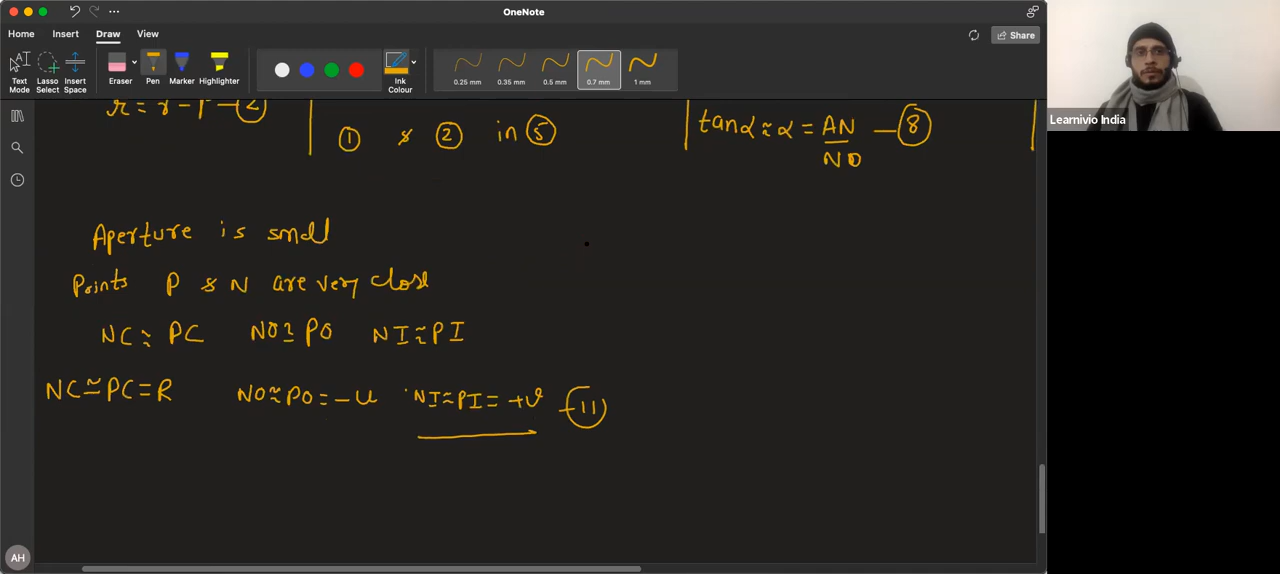 OneNote
Home Insert Draw View
Share
Text Mode
Lasso Select
Insert Space
Eraser
Pen
Marker
Highlighter
Ink Colour
0.25 mm
0.35 mm
0.5 mm
0.7 mm
1 mm
Learnivio India
r = γ - β — ②
① & ② in ⑤
tanα ≈ α = AN/NO — ⑧
Aperture is small
Points P & N are very close
NC ≈ PC NO ≅ PO NI ≈ PI
NC ≅ PC = R NO ≈ PO = -u NI ≈ PI = +v — ⑪
AH